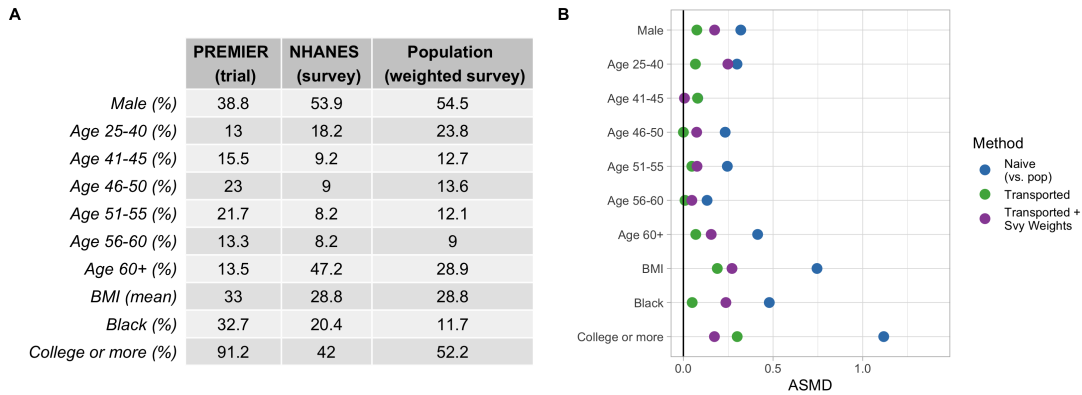 A
PREMIER (trial) NHANES (survey) Population (weighted survey)
Male (%) 38.8 53.9 54.5
Age 25-40 (%) 13 18.2 23.8
Age 41-45 (%) 15.5 9.2 12.7
Age 46-50 (%) 23 9 13.6
Age 51-55 (%) 21.7 8.2 12.1
Age 56-60 (%) 13.3 8.2 9
Age 60+ (%) 13.5 47.2 28.9
BMI (mean) 33 28.8 28.8
Black (%) 32.7 20.4 11.7
College or more (%) 91.2 42 52.2
B
Male
Age 25-40
Age 41-45
Age 46-50
Age 51-55
Age 56-60
Age 60+
BMI
Black
College or more
0.0 0.5 1.0
ASMD
Method
Naive
(vs. pop)
Transported
Transported +
Svy Weights